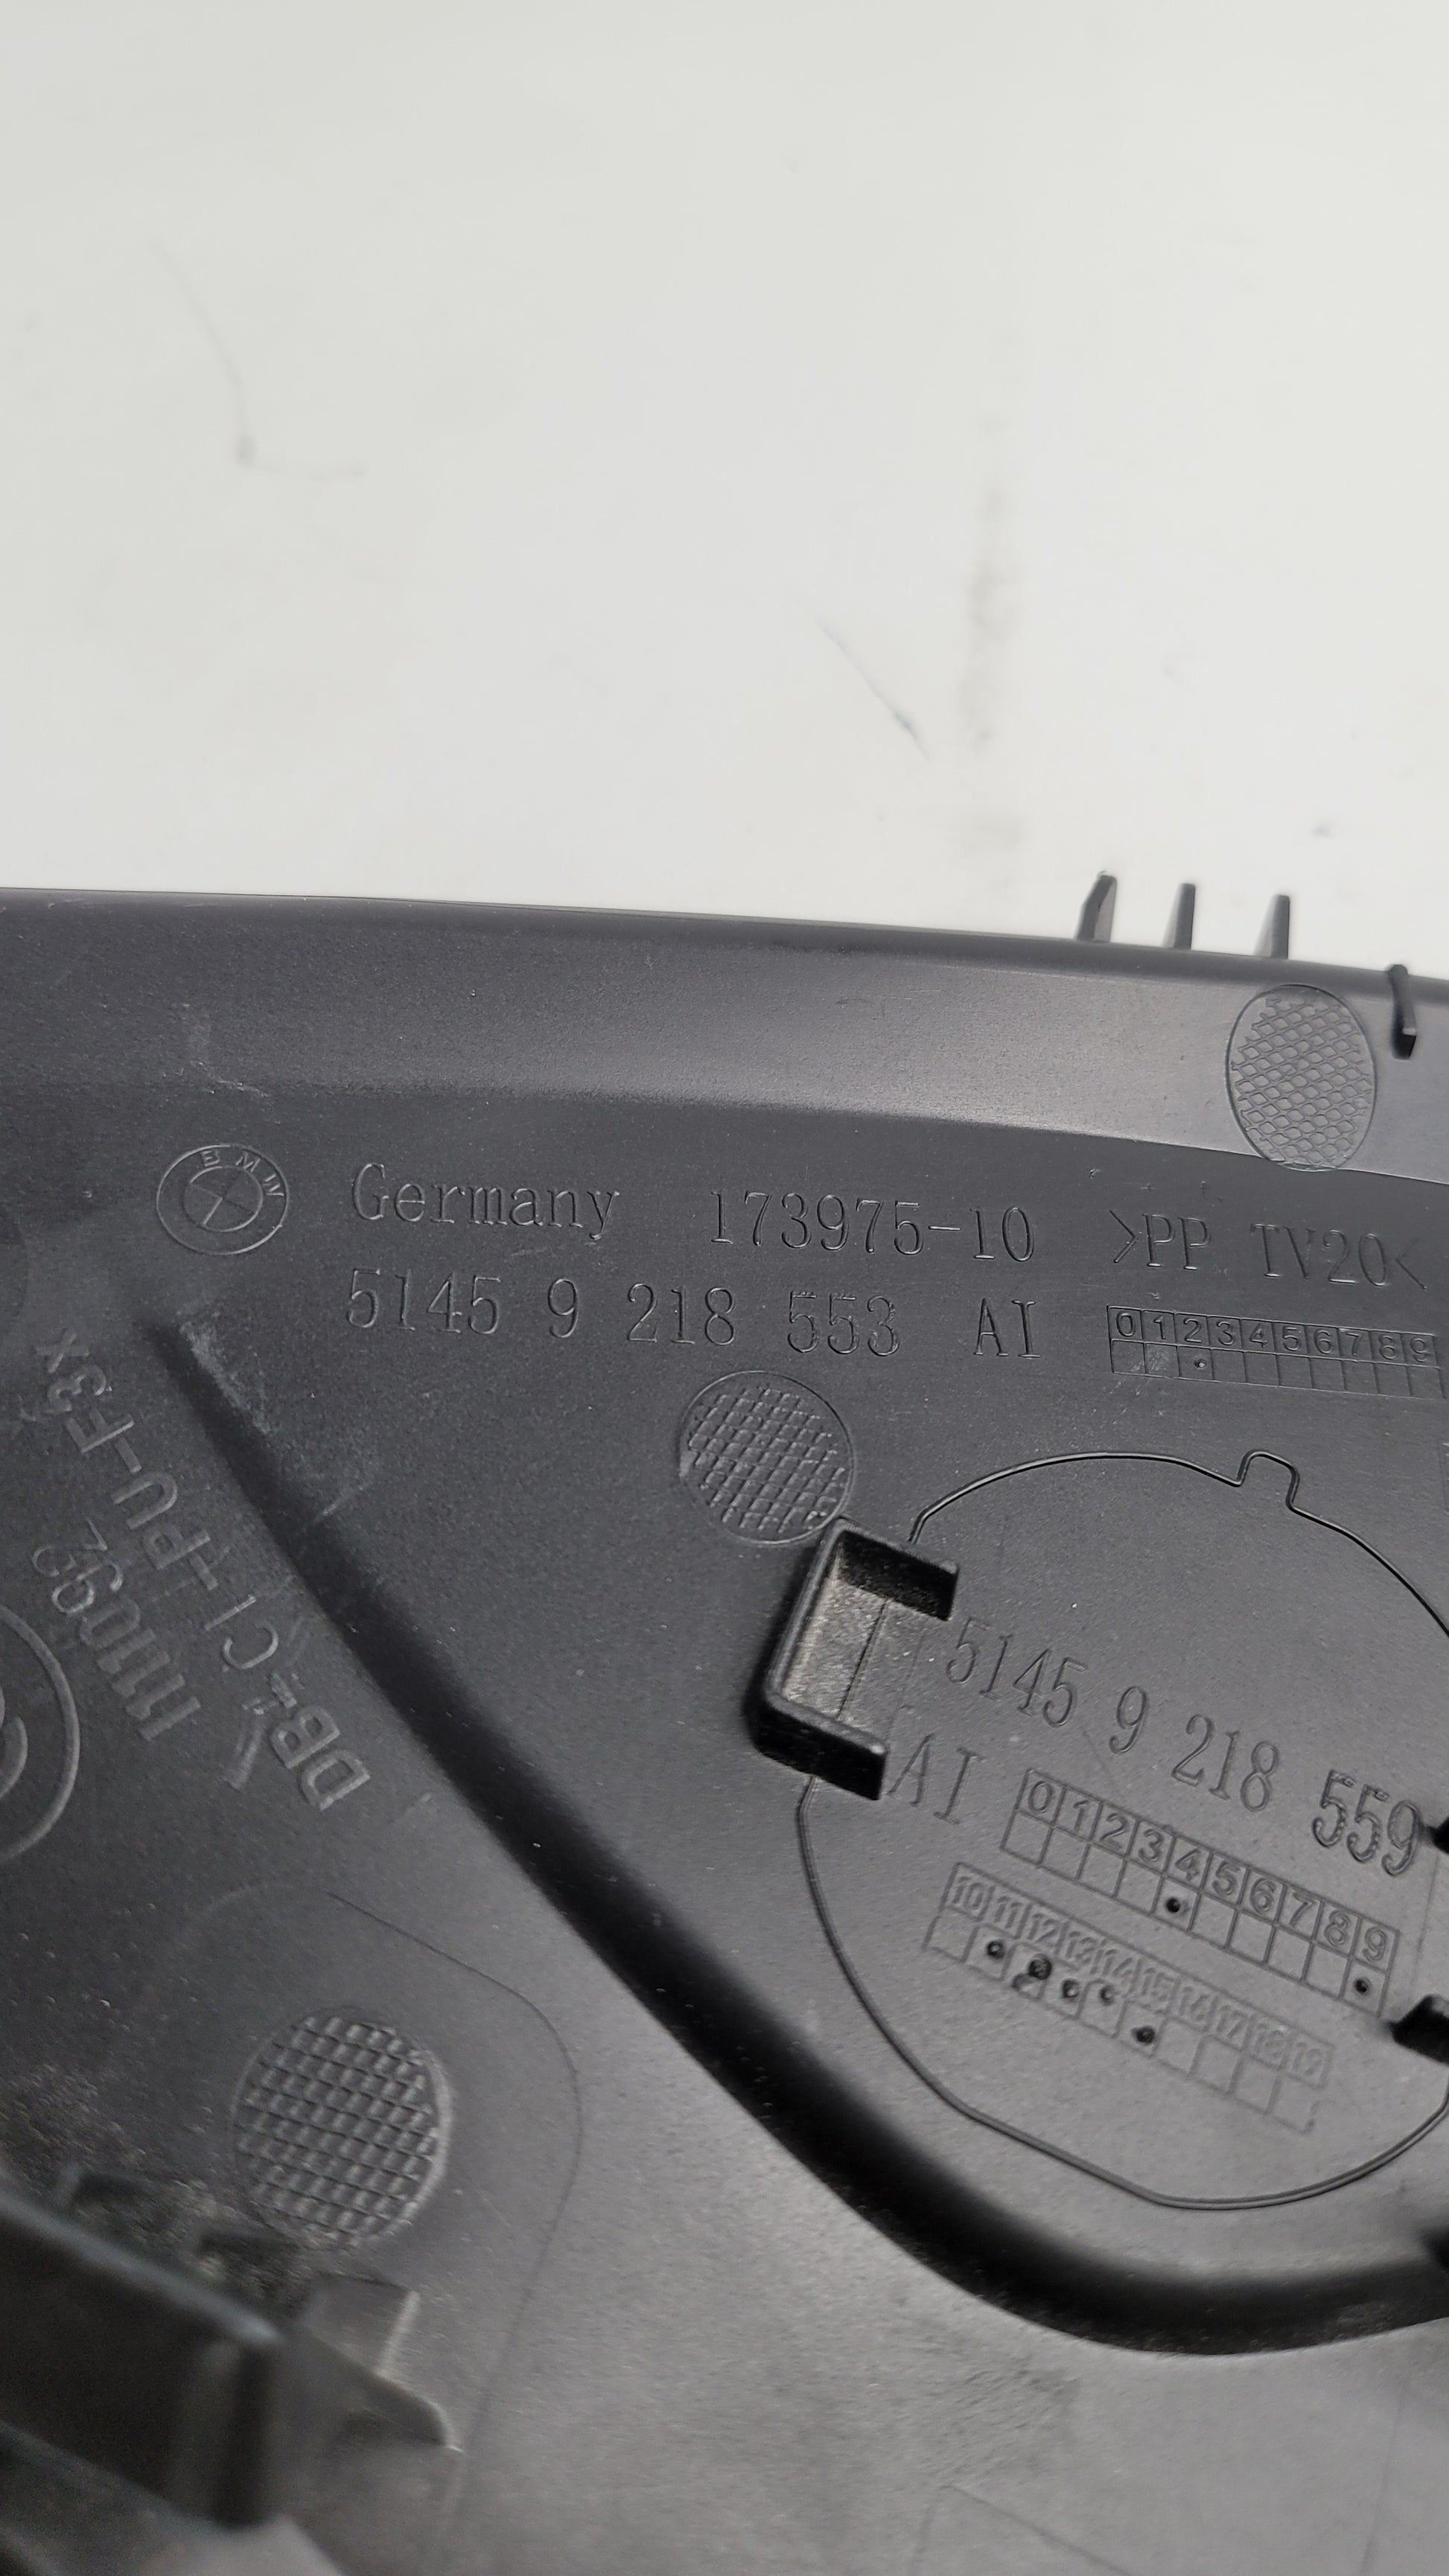 BMW
Germany 173975-10 >PP TV20<
5145 9 218 553 AI
0 1 2 3 4 5 6 7 8 9
5145 9 218 559
AI
0 1 2 3 4 5 6 7 8 9
10 11 12 13 14 15 16 17 18 19